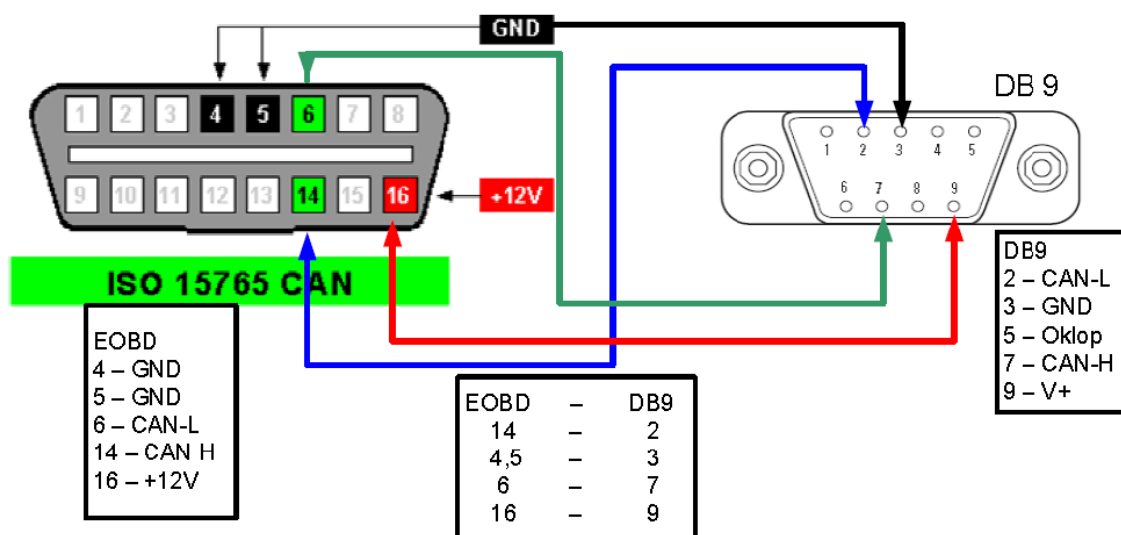 GND
DB 9
1 2 3 4 5 6 7 8
1 2 3 4 5
9 10 11 12 13 14 15 16
+12V
6 7 8 9
ISO 15765 CAN
DB9
2 – CAN-L
3 – GND
5 – Oklop
7 – CAN-H
9 – V+
EOBD
4 – GND
5 – GND
6 – CAN-L
14 – CAN H
16 – +12V
EOBD – DB9
14 – 2
4,5 – 3
6 – 7
16 – 9